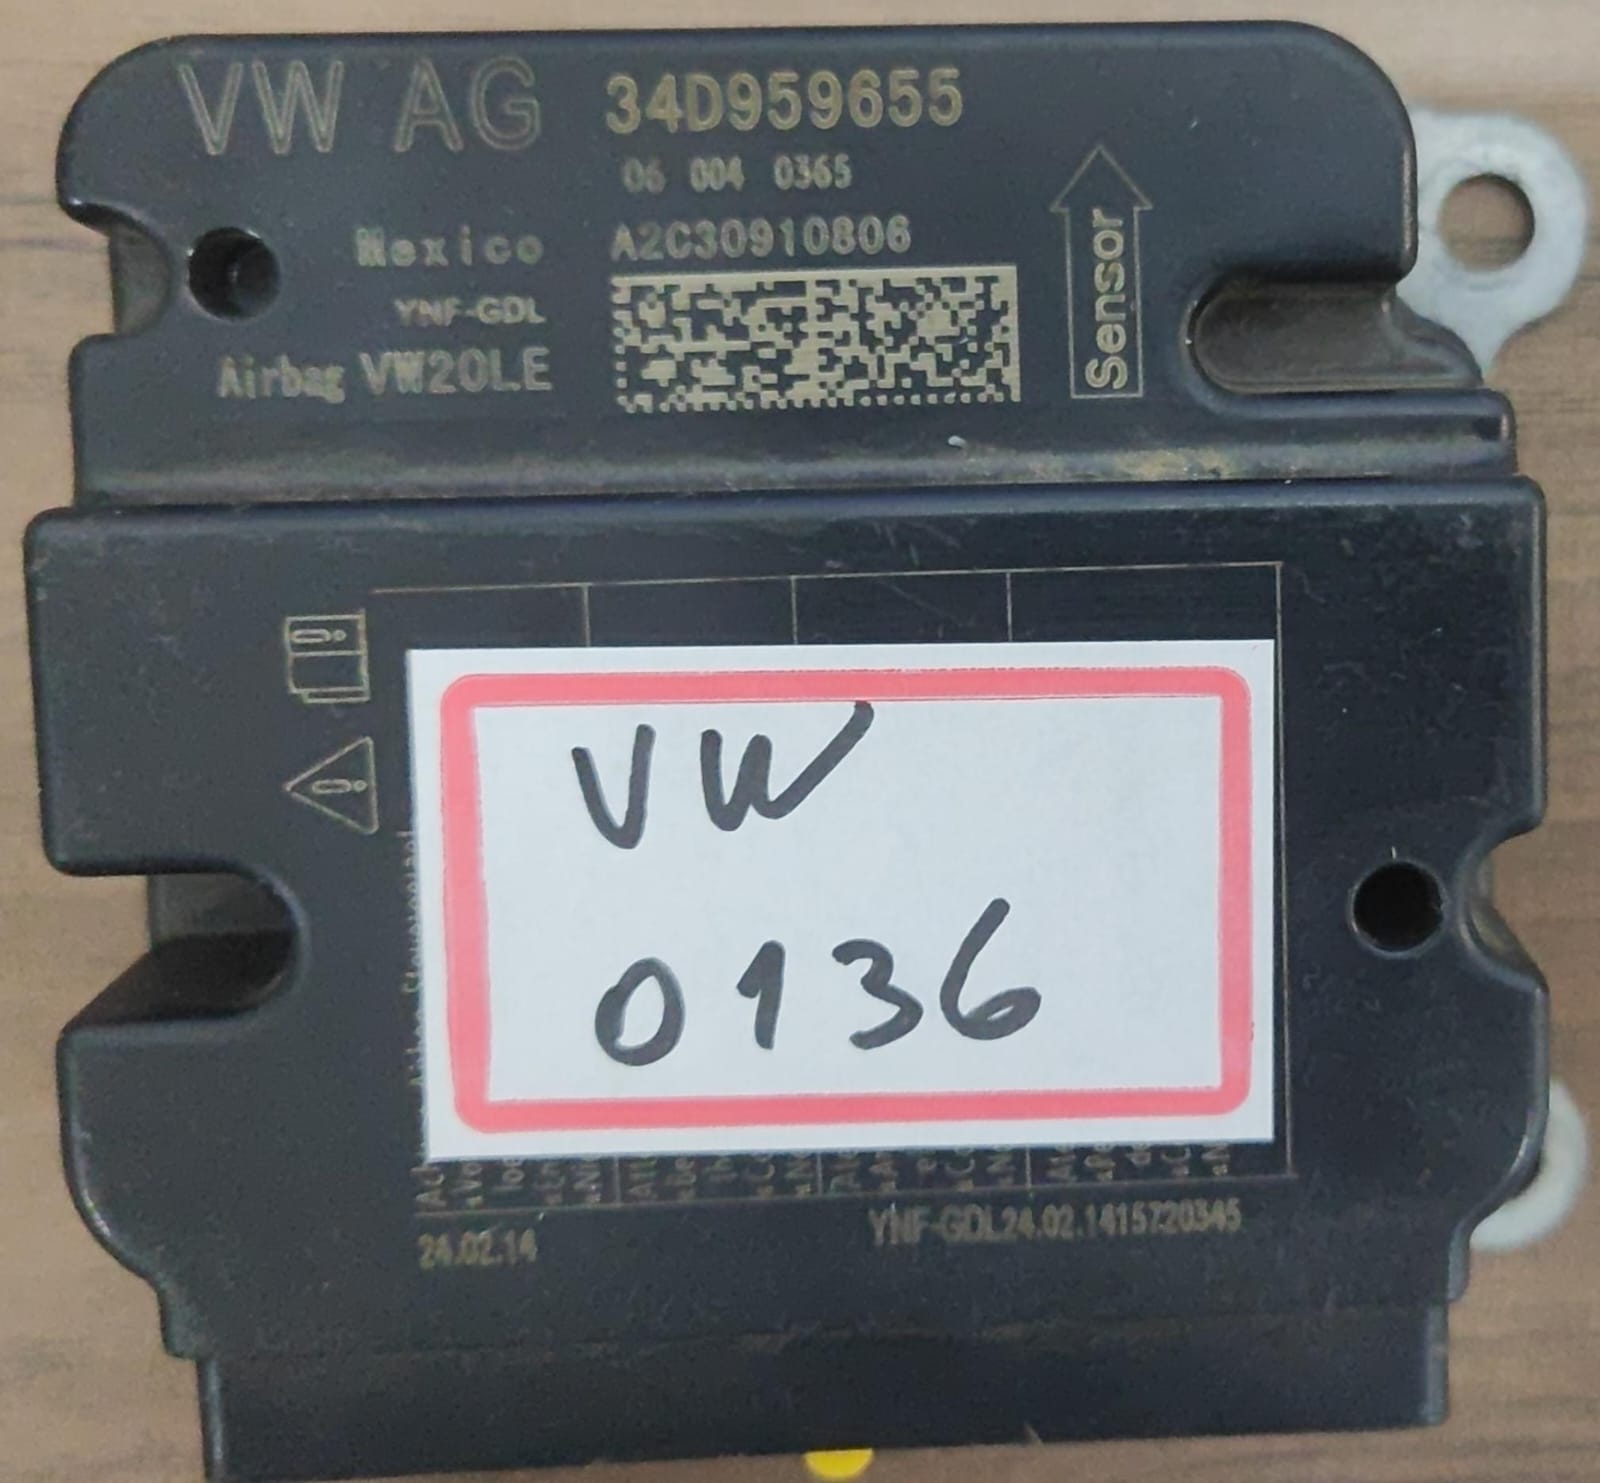 VW AG 34D959655
06 004 0365
Mexico A2C30910806
YNF-GDL
Airbag VW20LE
Sensor
VW
0136
24.02.14 YNF-GDL24.02.1415720345